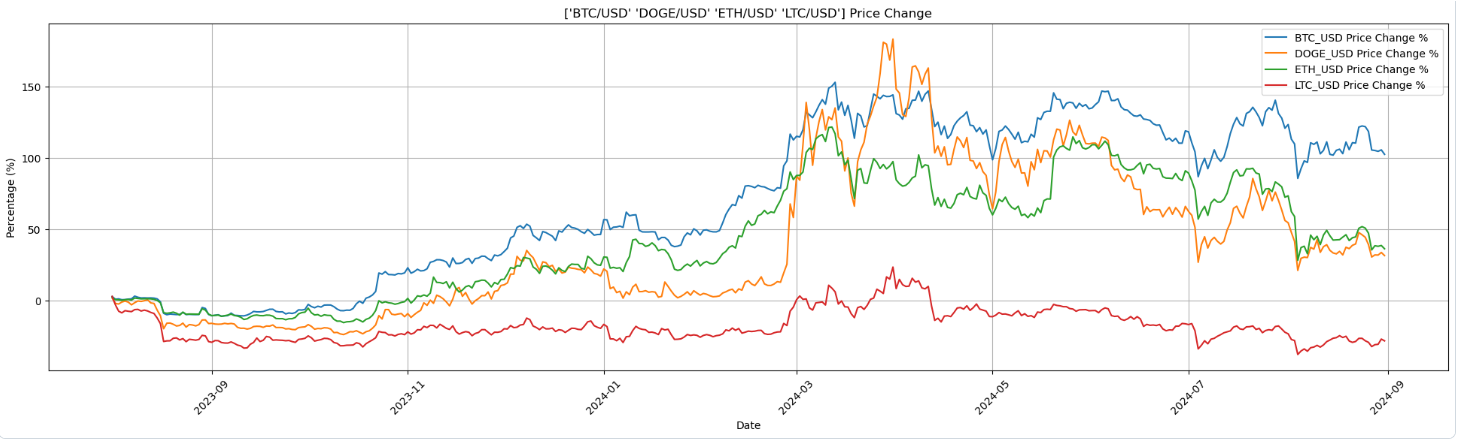 ['BTC/USD' 'DOGE/USD' 'ETH/USD' 'LTC/USD'] Price Change
BTC_USD Price Change %
DOGE_USD Price Change %
ETH_USD Price Change %
LTC_USD Price Change %
Percentage (%)
150
100
50
0
2023-09
2023-11
2024-01
2024-03
2024-05
2024-07
2024-09
Date